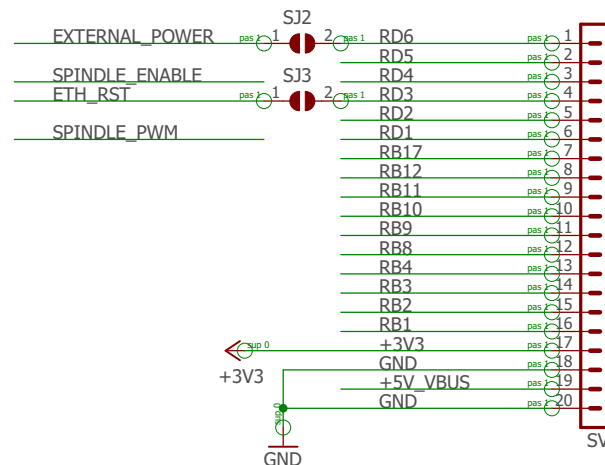 SJ2
EXTERNAL_POWER pas 1 1 2 pas 1 RD6 pas 1 1
RD5 pas 1 2
SPINDLE_ENABLE SJ3 RD4 pas 1 3
ETH_RST pas 1 1 2 pas 1 RD3 pas 1 4
RD2 pas 1 5
SPINDLE_PWM RD1 pas 1 6
RB17 pas 1 7
RB12 pas 1 8
RB11 pas 1 9
RB10 pas 1 10
RB9 pas 1 11
RB8 pas 1 12
RB4 pas 1 13
RB3 pas 1 14
RB2 pas 1 15
RB1 pas 1 16
sup 0 +3V3 pas 1 17
+3V3 GND pas 1 18
+5V_VBUS pas 1 19
sup 0 GND pas 1 20
SV
GND